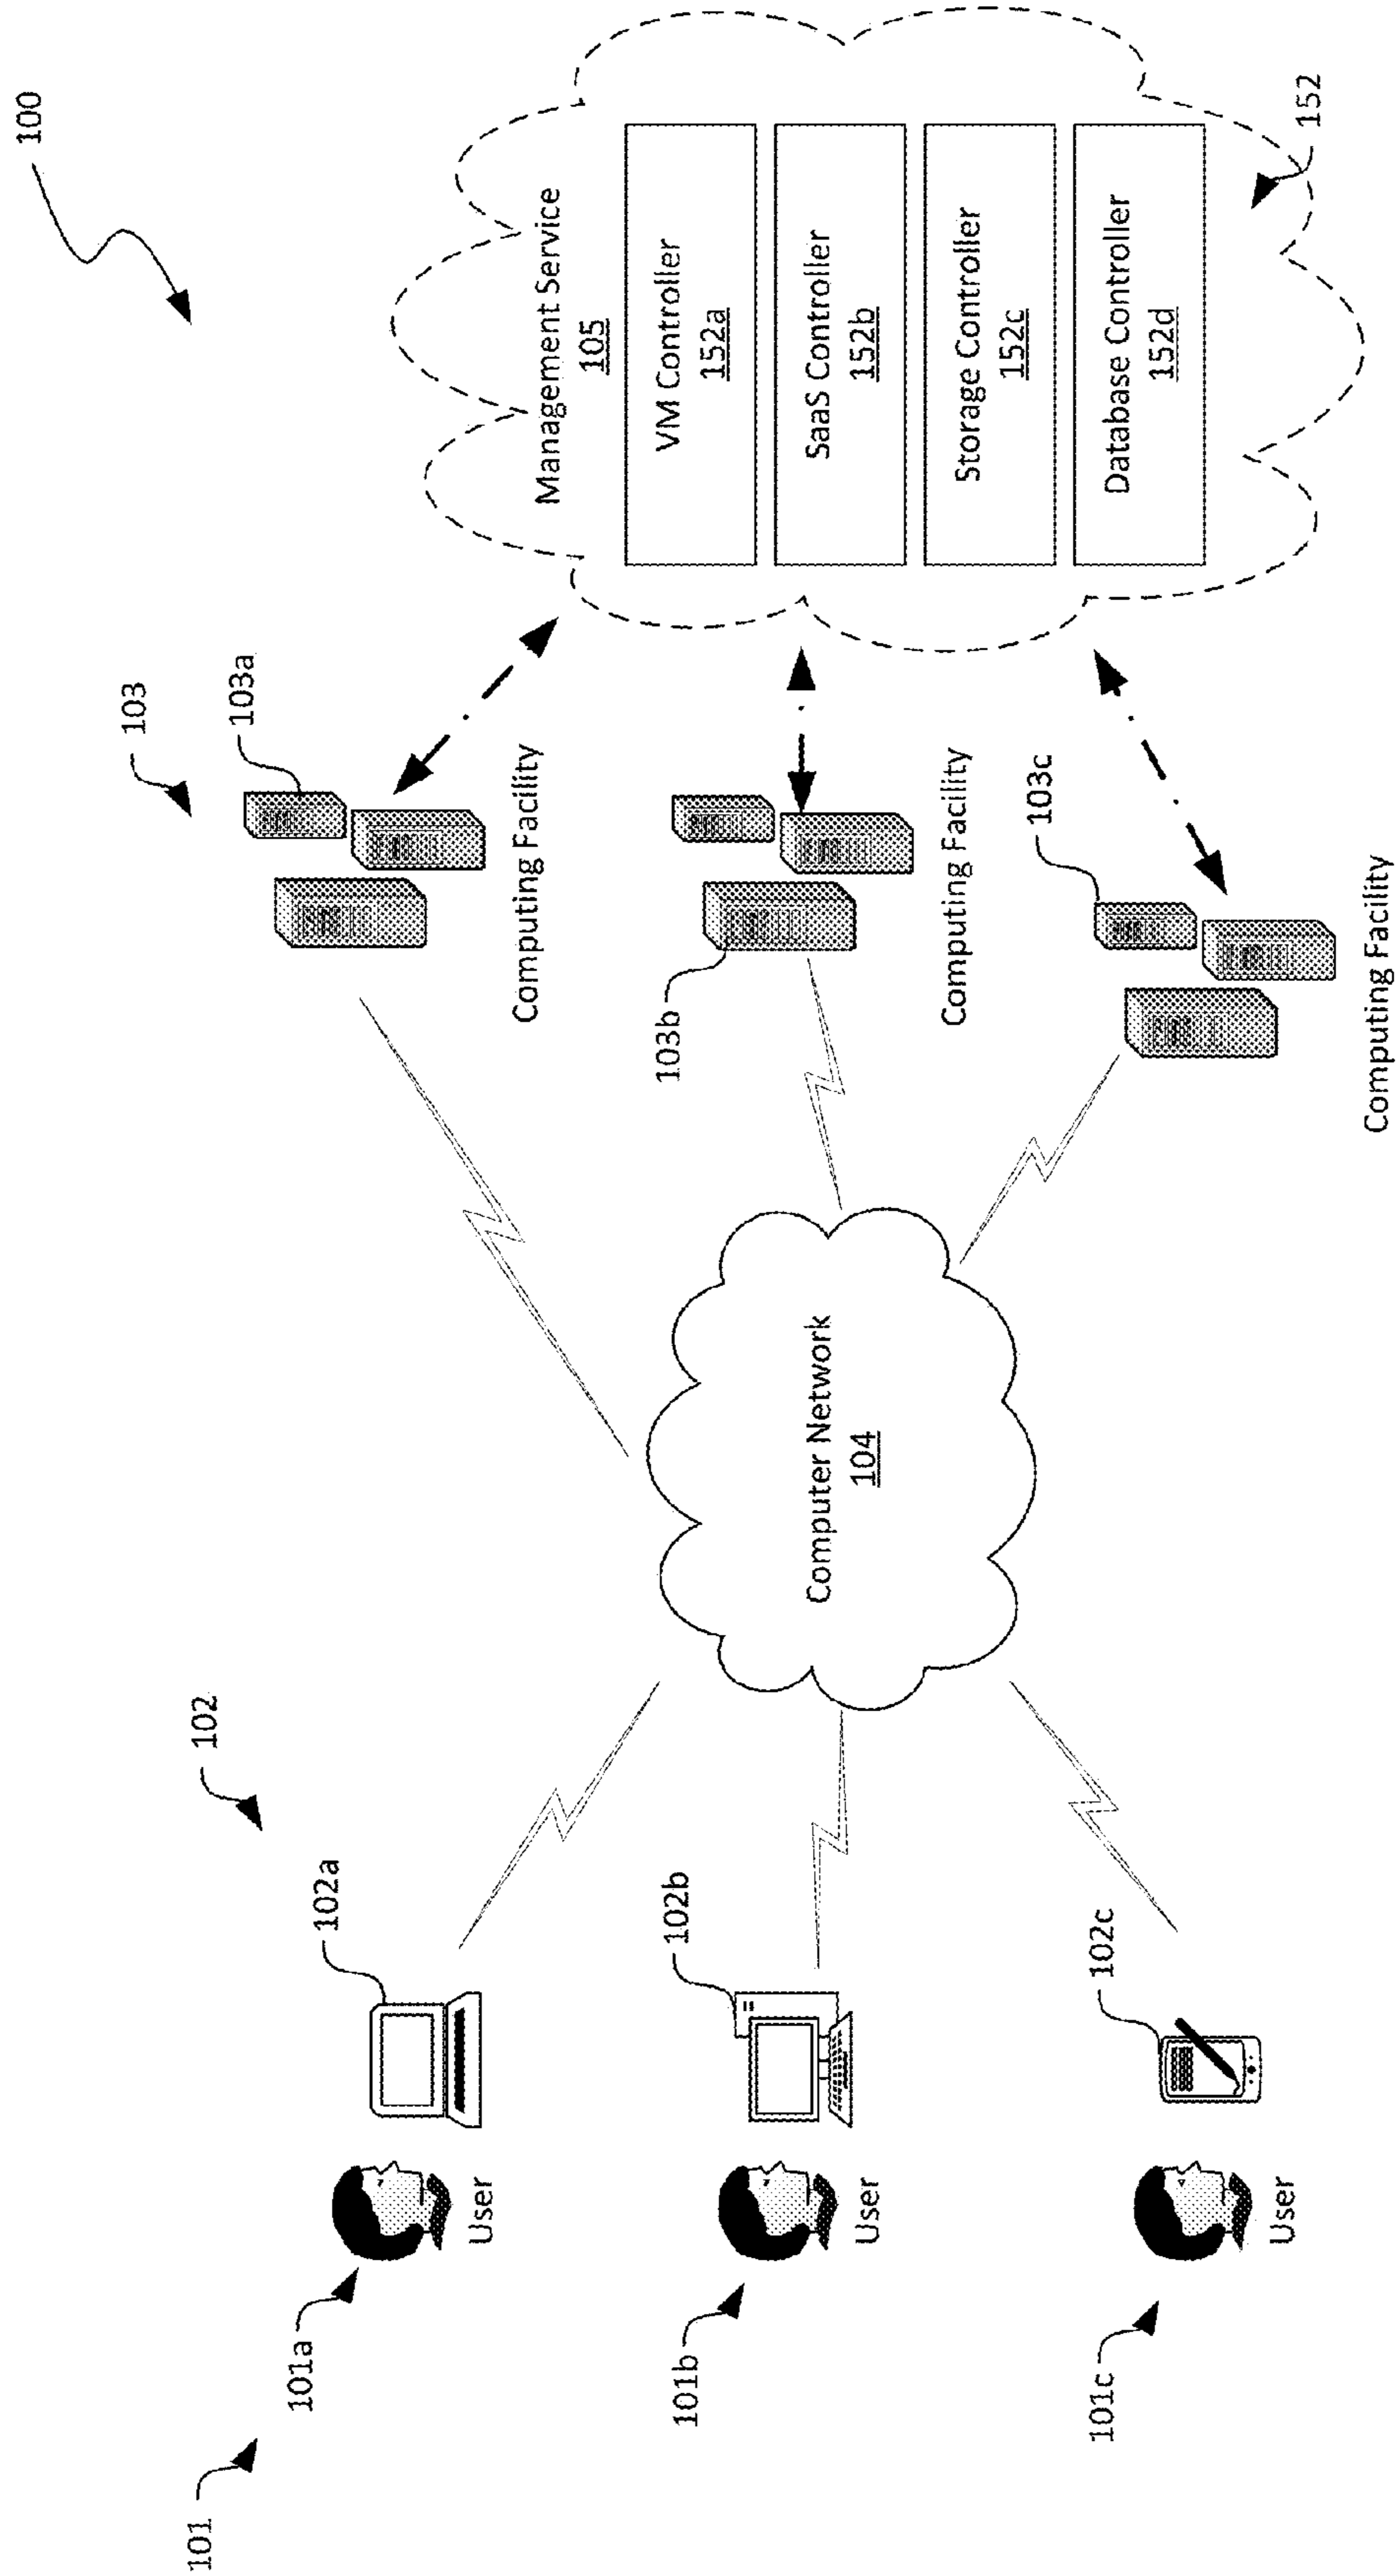 100
103
103a
102
102a
101
101a
User
Computing Facility
Management Service
105
VM Controller
152a
SaaS Controller
152b
Storage Controller
152c
Database Controller
152d
152
103b
Computing Facility
Computer Network
104
102b
101b
User
103c
Computing Facility
102c
101c
User